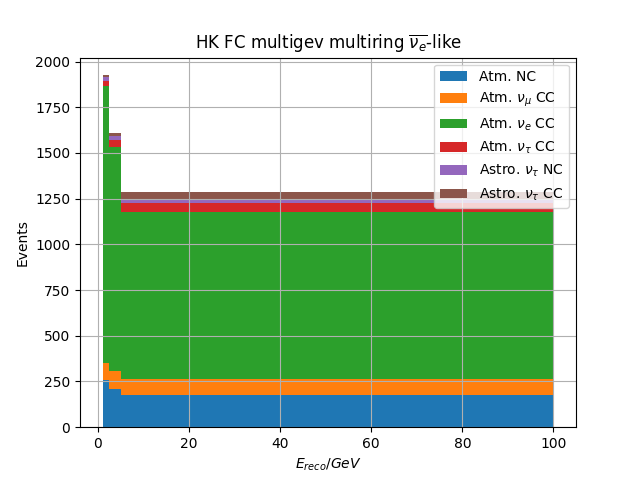 HK FC multigev multiring $\overline{\nu_e}$-like
2000
1750
1500
1250
1000
750
500
250
0
Events
Atm. NC
Atm. $\nu_\mu$ CC
Atm. $\nu_e$ CC
Atm. $\nu_\tau$ CC
Astro. $\nu_\tau$ NC
Astro. $\nu_\tau$ CC
0 20 40 60 80 100
$E_{reco}/GeV$